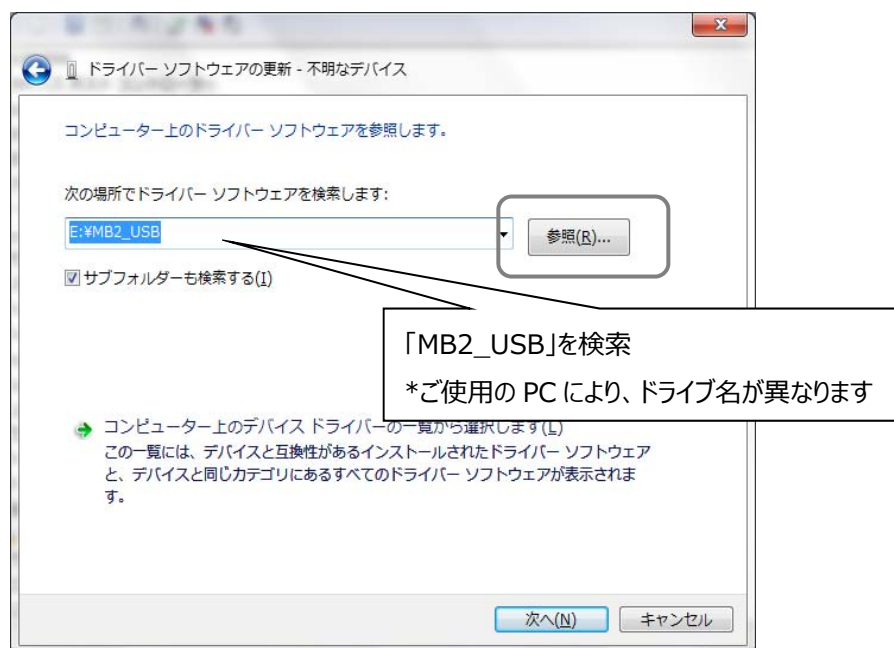 ドライバー ソフトウェアの更新 - 不明なデバイス
コンピューター上のドライバー ソフトウェアを参照します。
次の場所でドライバー ソフトウェアを検索します:
E:¥MB2_USB
参照(R)...
サブフォルダーも検索する(I)
「MB2_USB」を検索
*ご使用の PC により、ドライブ名が異なります
コンピューター上のデバイス ドライバーの一覧から選択します(L)
この一覧には、デバイスと互換性があるインストールされたドライバー ソフトウェア
と、デバイスと同じカテゴリにあるすべてのドライバー ソフトウェアが表示されま
す。
次へ(N)
キャンセル